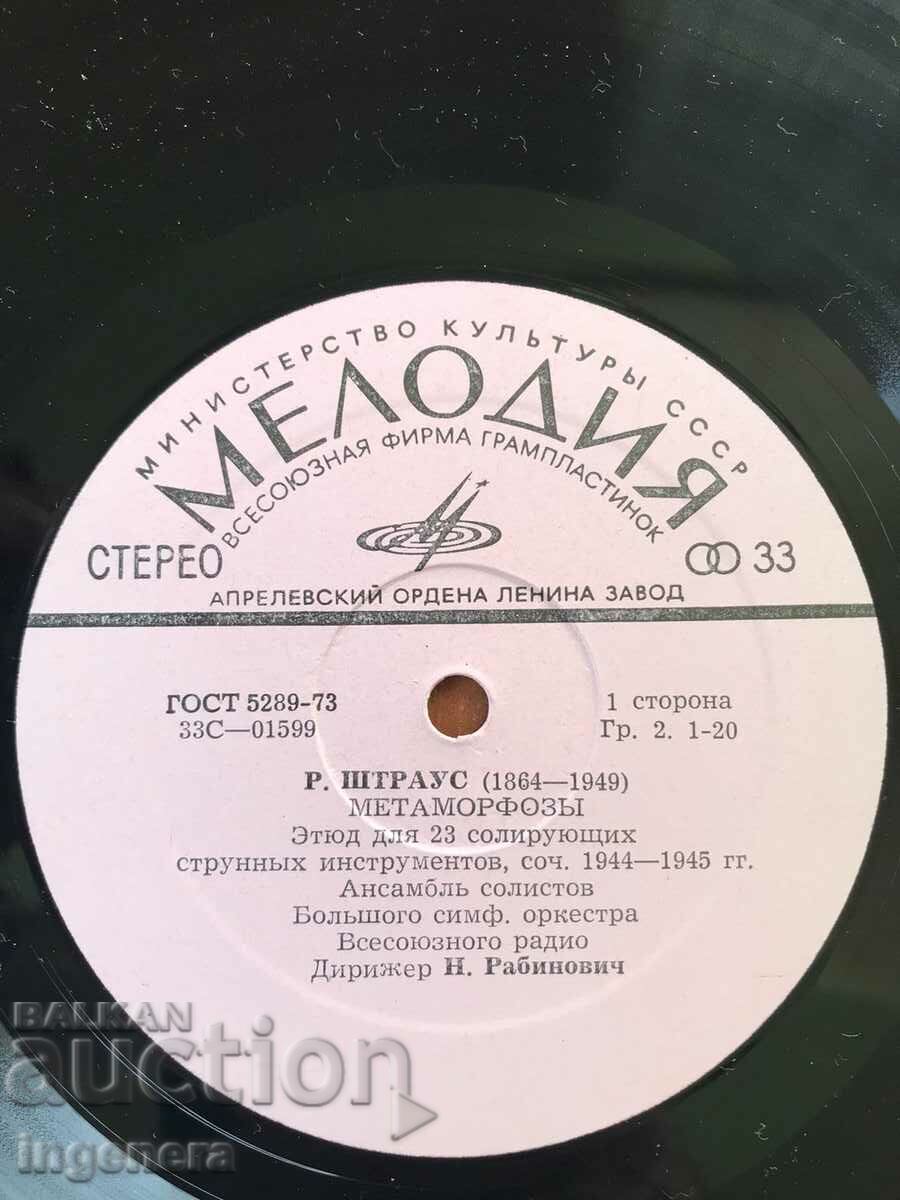 МИНИСТЕРСТВО КУЛЬТУРЫ СССР
МЕЛОДИЯ
ВСЕСОЮЗНАЯ ФИРМА ГРАМПЛАСТИНОК
СТЕРЕО
33
АПРЕЛЕВСКИЙ ОРДЕНА ЛЕНИНА ЗАВОД
ГОСТ 5289-73
1 сторона
33С—01599
Гр. 2. 1-20
Р. ШТРАУС (1864—1949)
МЕТАМОРФОЗЫ
Этюд для 23 солирующих
струнных инструментов, соч. 1944—1945 гг.
Ансамбль солистов
Большого симф. оркестра
Всесоюзного радио
Дирижер Н. Рабинович
BALKAN
auction
ingenera